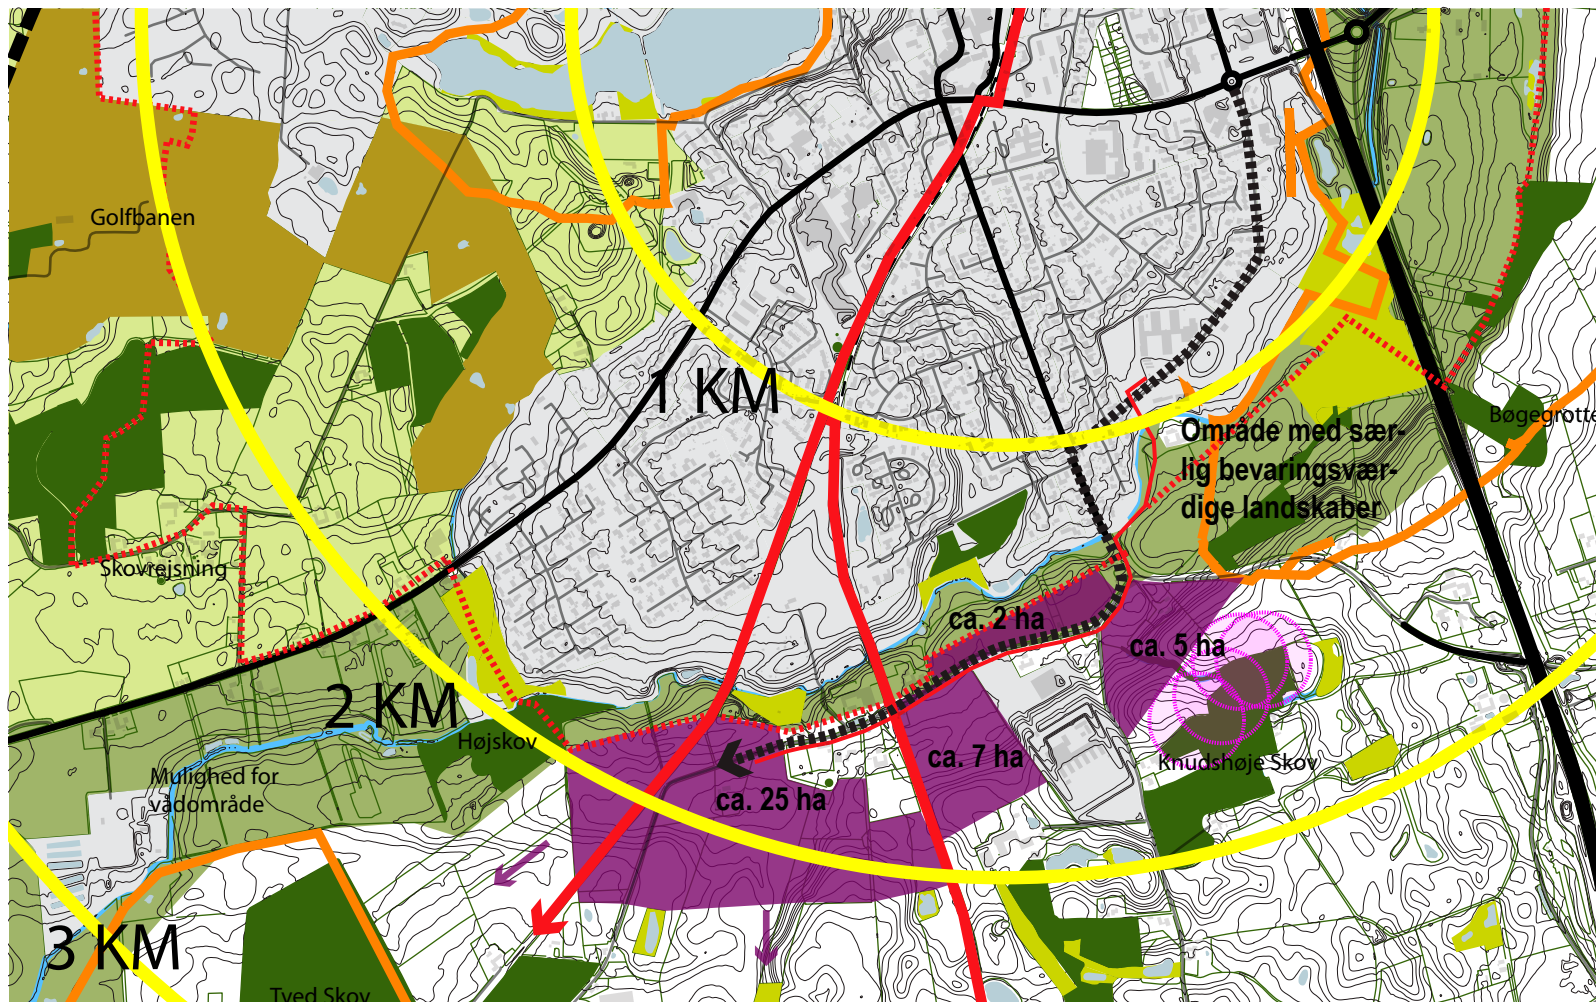 Golfbanen
1 KM
Bøgegrotte
Område med sær-
lig bevaringsvær-
dige landskaber
Skovrejsning
ca. 2 ha
ca. 5 ha
2 KM
Højskov
ca. 7 ha
Knudshøje Skov
Mulighed for
vådområde
ca. 25 ha
3 KM
Tved Skov